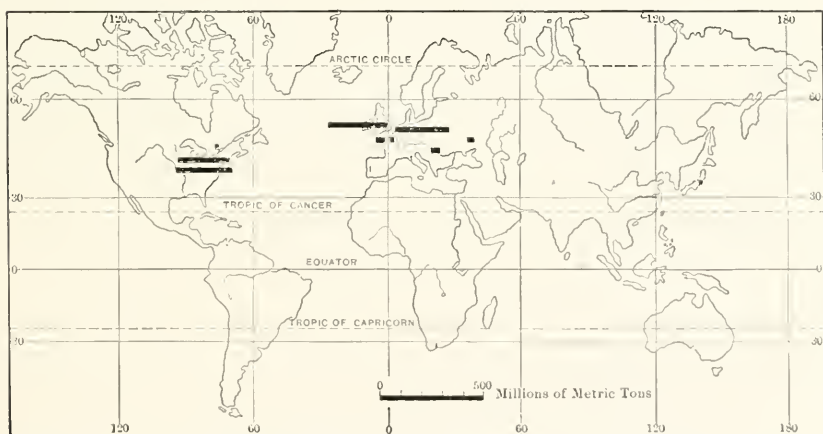 120 60 0 60 120 180
ARCTIC CIRCLE
60 60
30 30
TROPIC OF CANCER
0 EQUATOR 0
TROPIC OF CAPRICORN
30 30
0 500
Millions of Metric Tons
120 60 0 60 120 180